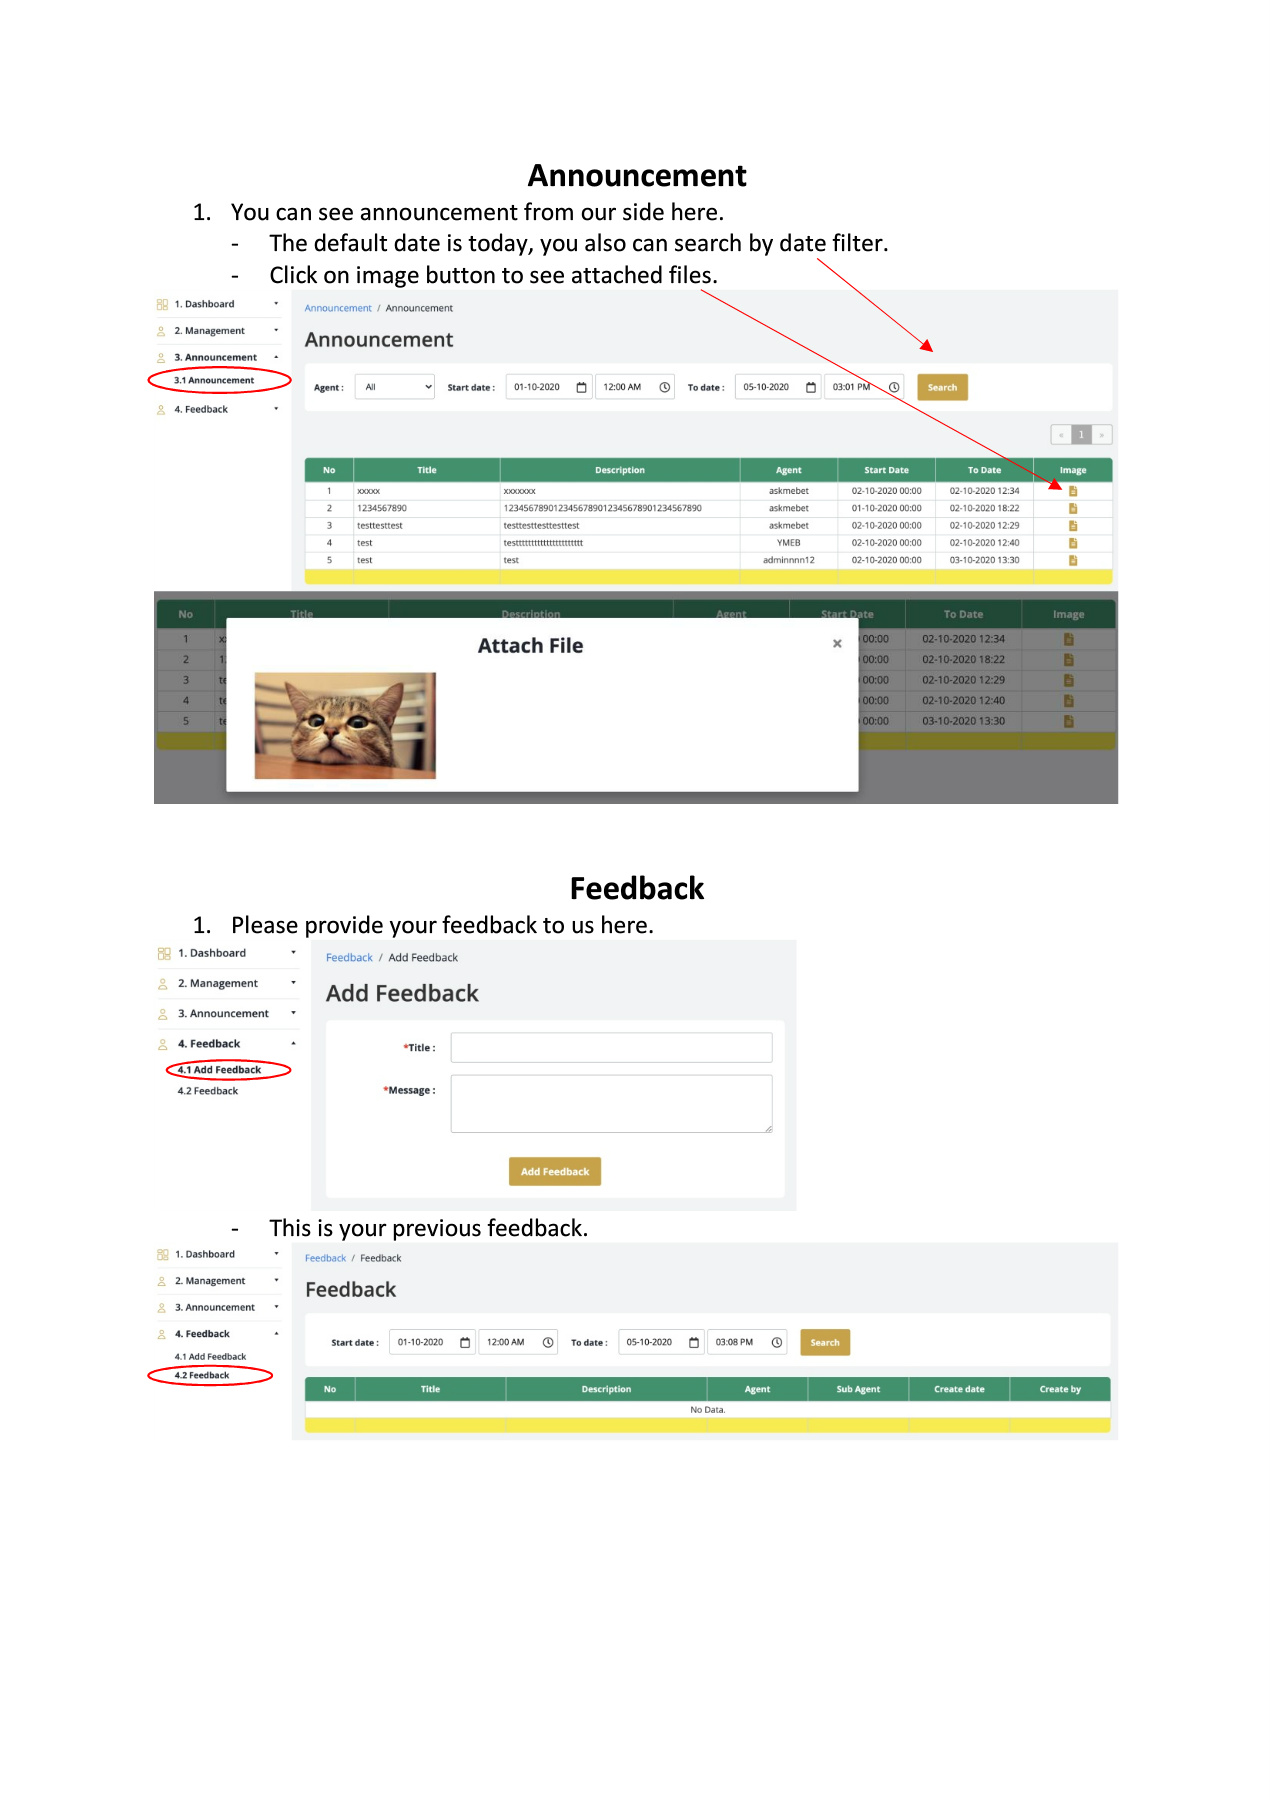 Announcement
1. You can see announcement from our side here.
- The default date is today, you also can search by date filter.
- Click on image button to see attached files.
1. Dashboard
2. Management
3. Announcement
3.1 Announcement
4. Feedback
Announcement / Announcement
Announcement
Agent : All Start date : 01-10-2020 12:00 AM To date : 05-10-2020 03:01 PM Search
« 1 »
No Title Description Agent Start Date To Date Image
1 xxxxx xxxxxxx askmebet 02-10-2020 00:00 02-10-2020 12:34
2 1234567890 1234567890123456789012345678901234567890 askmebet 01-10-2020 00:00 02-10-2020 18:22
3 testtesttest testtesttesttesttest askmebet 02-10-2020 00:00 02-10-2020 12:29
4 test YMEB 02-10-2020 00:00 02-10-2020 12:40
5 test test adminnnn12 02-10-2020 00:00 03-10-2020 13:30
No Title Description Agent Start Date To Date Image
1 00:00 02-10-2020 12:34
2 00:00 02-10-2020 18:22
3 00:00 02-10-2020 12:29
4 00:00 02-10-2020 12:40
5 00:00 03-10-2020 13:30
Attach File ×
Feedback
1. Please provide your feedback to us here.
1. Dashboard
2. Management
3. Announcement
4. Feedback
4.1 Add Feedback
4.2 Feedback
Feedback / Add Feedback
Add Feedback
*Title :
*Message :
Add Feedback
- This is your previous feedback.
1. Dashboard
2. Management
3. Announcement
4. Feedback
4.1 Add Feedback
4.2 Feedback
Feedback / Feedback
Feedback
Start date : 01-10-2020 12:00 AM To date : 05-10-2020 03:08 PM Search
No Title Description Agent Sub Agent Create date Create by
No Data.